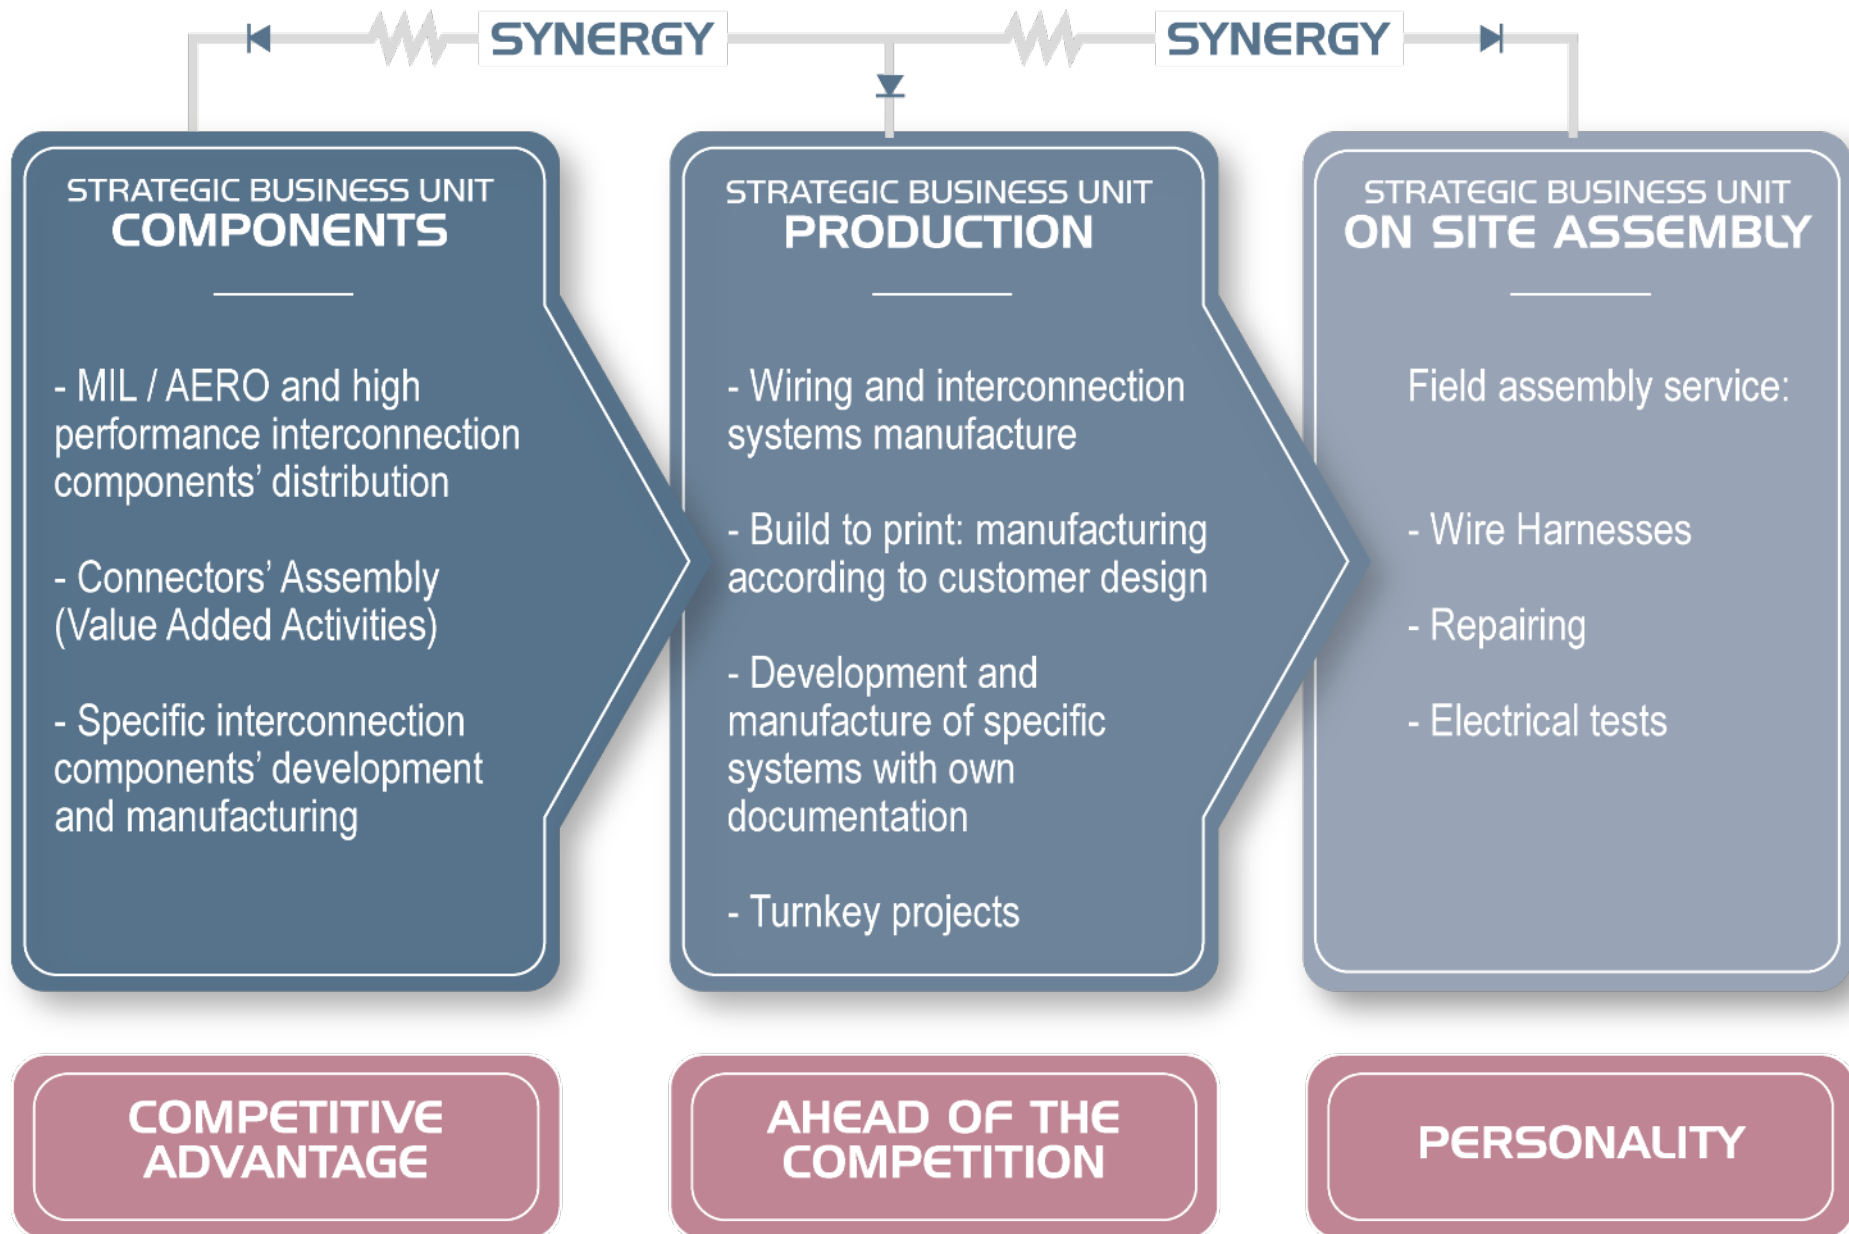 SYNERGY
SYNERGY
STRATEGIC BUSINESS UNIT
COMPONENTS
- MIL / AERO and high
performance interconnection
components’ distribution
- Connectors’ Assembly
(Value Added Activities)
- Specific interconnection
components’ development
and manufacturing
STRATEGIC BUSINESS UNIT
PRODUCTION
- Wiring and interconnection
systems manufacture
- Build to print: manufacturing
according to customer design
- Development and
manufacture of specific
systems with own
documentation
- Turnkey projects
STRATEGIC BUSINESS UNIT
ON SITE ASSEMBLY
Field assembly service:
- Wire Harnesses
- Repairing
- Electrical tests
COMPETITIVE
ADVANTAGE
AHEAD OF THE
COMPETITION
PERSONALITY